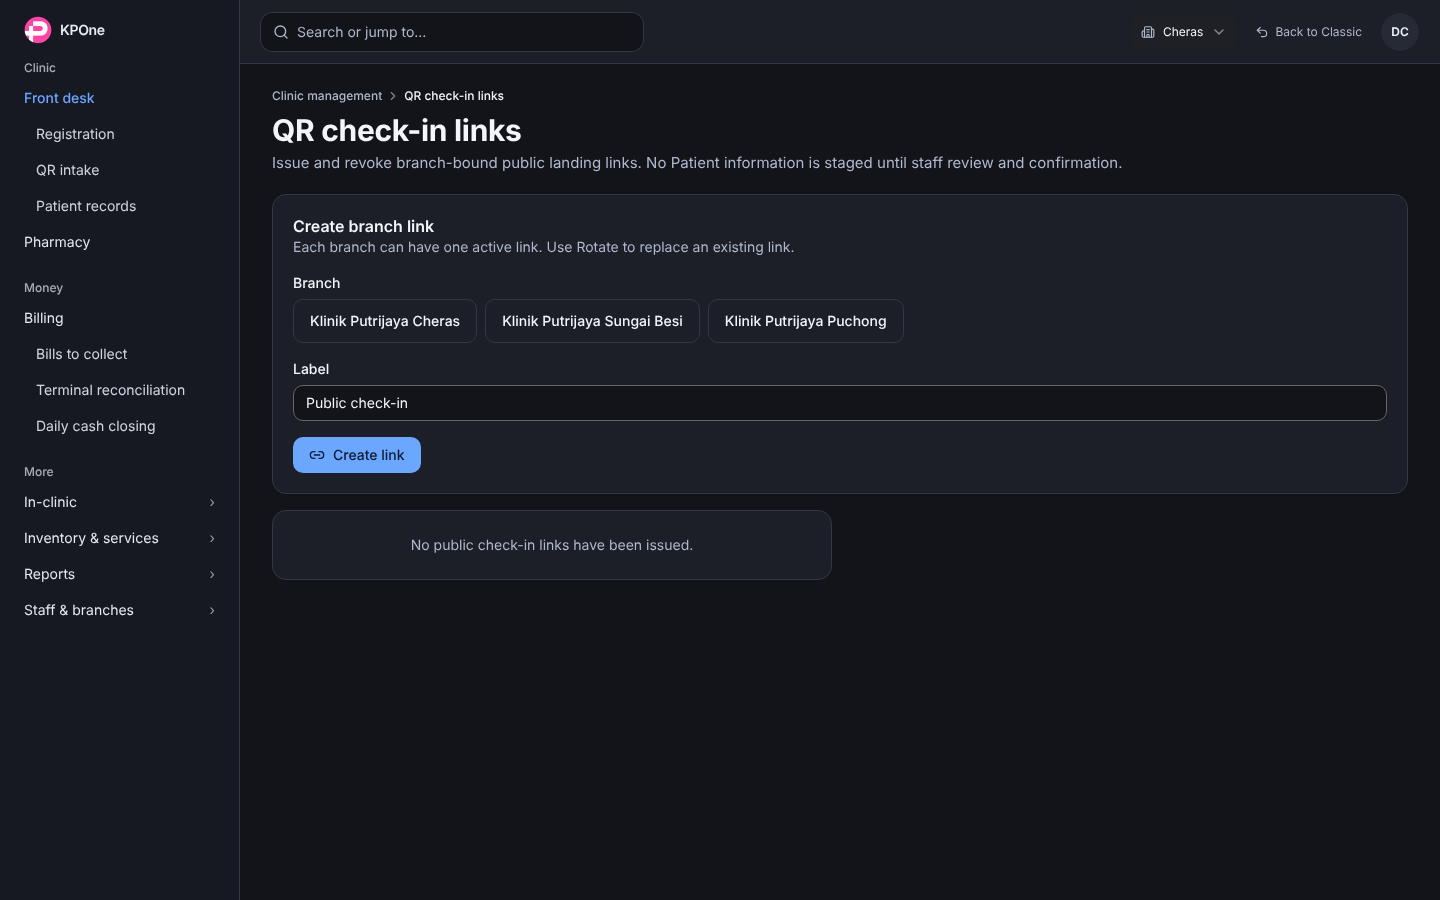 KPOne
Search or jump to...
Cheras
Back to Classic
DC
Clinic
Front desk
Registration
QR intake
Patient records
Pharmacy
Money
Billing
Bills to collect
Terminal reconciliation
Daily cash closing
More
In-clinic
Inventory & services
Reports
Staff & branches
Clinic management
QR check-in links
QR check-in links
Issue and revoke branch-bound public landing links. No Patient information is staged until staff review and confirmation.
Create branch link
Each branch can have one active link. Use Rotate to replace an existing link.
Branch
Klinik Putrijaya Cheras
Klinik Putrijaya Sungai Besi
Klinik Putrijaya Puchong
Label
Public check-in
Create link
No public check-in links have been issued.